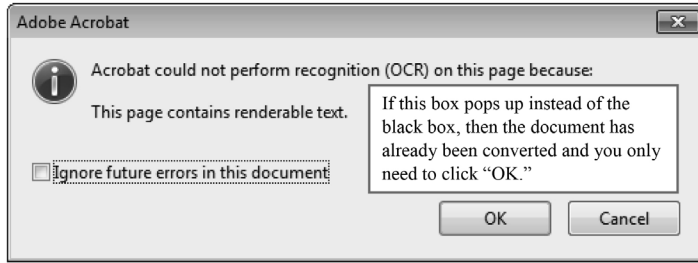 Adobe Acrobat
Acrobat could not perform recognition (OCR) on this page because:
This page contains renderable text.
If this box pops up instead of the
black box, then the document has
already been converted and you only
need to click “OK.”
Ignore future errors in this document
OK
Cancel